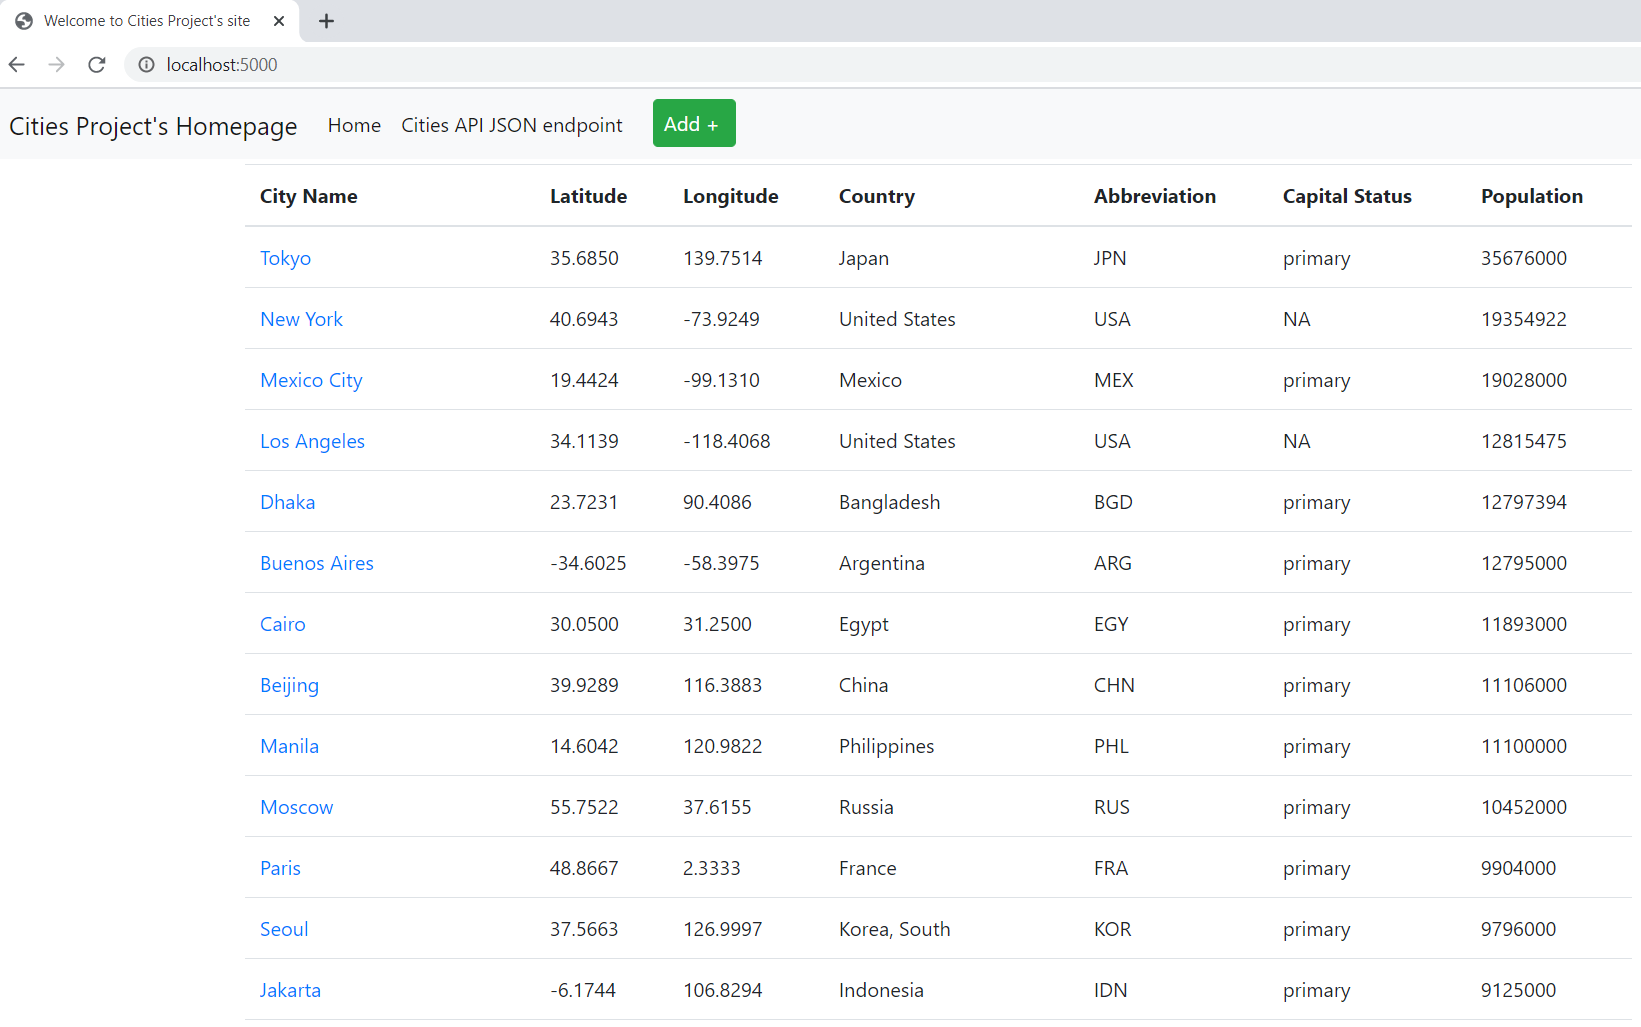 Welcome to Cities Project's site
localhost:5000
Cities Project's Homepage Home Cities API JSON endpoint Add +
City Name Latitude Longitude Country Abbreviation Capital Status Population
Tokyo 35.6850 139.7514 Japan JPN primary 35676000
New York 40.6943 -73.9249 United States USA NA 19354922
Mexico City 19.4424 -99.1310 Mexico MEX primary 19028000
Los Angeles 34.1139 -118.4068 United States USA NA 12815475
Dhaka 23.7231 90.4086 Bangladesh BGD primary 12797394
Buenos Aires -34.6025 -58.3975 Argentina ARG primary 12795000
Cairo 30.0500 31.2500 Egypt EGY primary 11893000
Beijing 39.9289 116.3883 China CHN primary 11106000
Manila 14.6042 120.9822 Philippines PHL primary 11100000
Moscow 55.7522 37.6155 Russia RUS primary 10452000
Paris 48.8667 2.3333 France FRA primary 9904000
Seoul 37.5663 126.9997 Korea, South KOR primary 9796000
Jakarta -6.1744 106.8294 Indonesia IDN primary 9125000